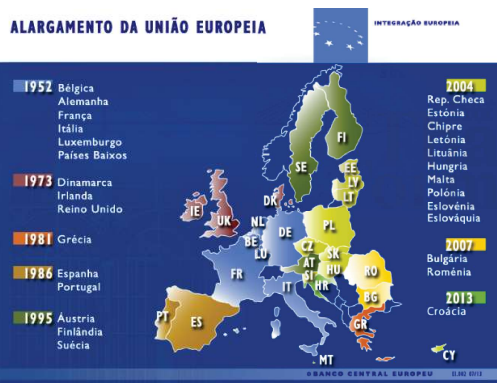 ALARGAMENTO DA UNIÃO EUROPEIA
INTEGRAÇÃO EUROPEIA
1952 Bélgica
Alemanha
França
Itália
Luxemburgo
Países Baixos
1973 Dinamarca
Irlanda
Reino Unido
1981 Grécia
1986 Espanha
Portugal
1995 Áustria
Finlândia
Suécia
2004
Rep. Checa
Estónia
Chipre
Letónia
Lituânia
Hungria
Malta
Polónia
Eslovénia
Eslováquia
2007
Bulgária
Roménia
2013
Croácia
FI
SE
EE
LV
LT
DK
IE
UK
NL
BE
LU
DE
PL
CZ
SK
AT
HU
SI
HR
RO
BG
FR
IT
PT
ES
GR
MT
CY
©BANCO CENTRAL EUROPEU